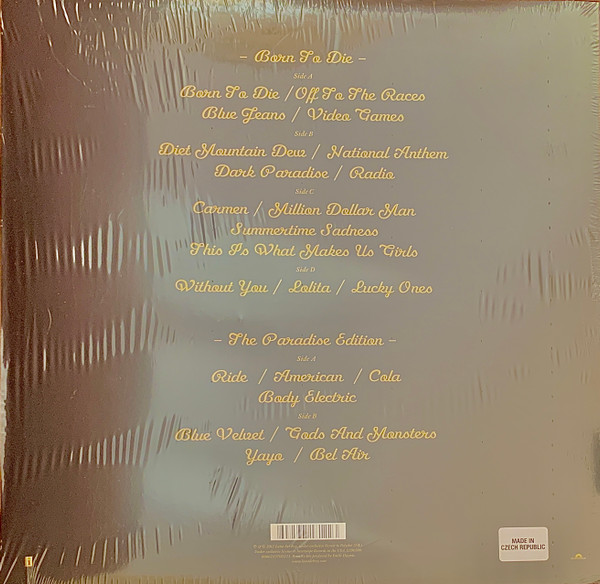 – Born To Die –
Side A
Born To Die / Off To The Races
Blue Jeans / Video Games
Side B
Diet Mountain Dew / National Anthem
Dark Paradise / Radio
Side C
Carmen / Million Dollar Man
Summertime Sadness
This Is What Makes Us Girls
Side D
Without You / Lolita / Lucky Ones
– The Paradise Edition –
Side A
Ride / American / Cola
Body Electric
Side B
Blue Velvet / Gods And Monsters
Yayo / Bel Air
MADE IN
CZECH REPUBLIC